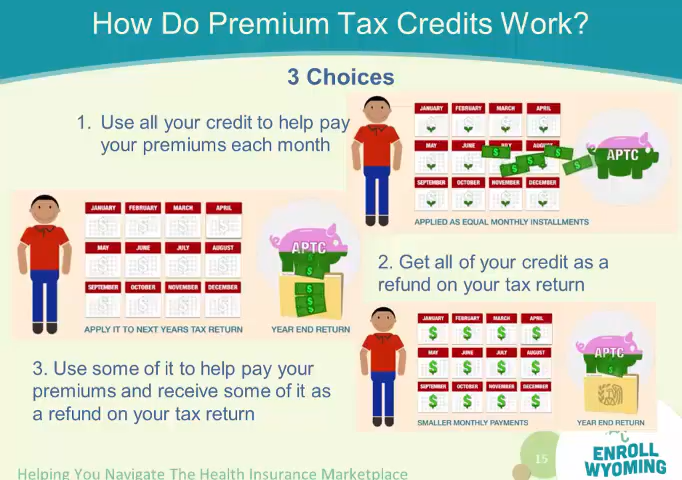 How Do Premium Tax Credits Work?
3 Choices
1. Use all your credit to help pay
your premiums each month
JANUARY FEBRUARY MARCH APRIL
MAY JUNE JULY AUGUST
SEPTEMBER OCTOBER NOVEMBER DECEMBER
APTC
APPLIED AS EQUAL MONTHLY INSTALLMENTS
JANUARY FEBRUARY MARCH APRIL
MAY JUNE JULY AUGUST
SEPTEMBER OCTOBER NOVEMBER DECEMBER
APTC
APPLY IT TO NEXT YEARS TAX RETURN
YEAR END RETURN
2. Get all of your credit as a
refund on your tax return
JANUARY FEBRUARY MARCH APRIL
MAY JUNE JULY AUGUST
SEPTEMBER OCTOBER NOVEMBER DECEMBER
APTC
SMALLER MONTHLY PAYMENTS
YEAR END RETURN
3. Use some of it to help pay your
premiums and receive some of it as
a refund on your tax return
15
ENROLL
WYOMING
Helping You Navigate The Health Insurance Marketplace